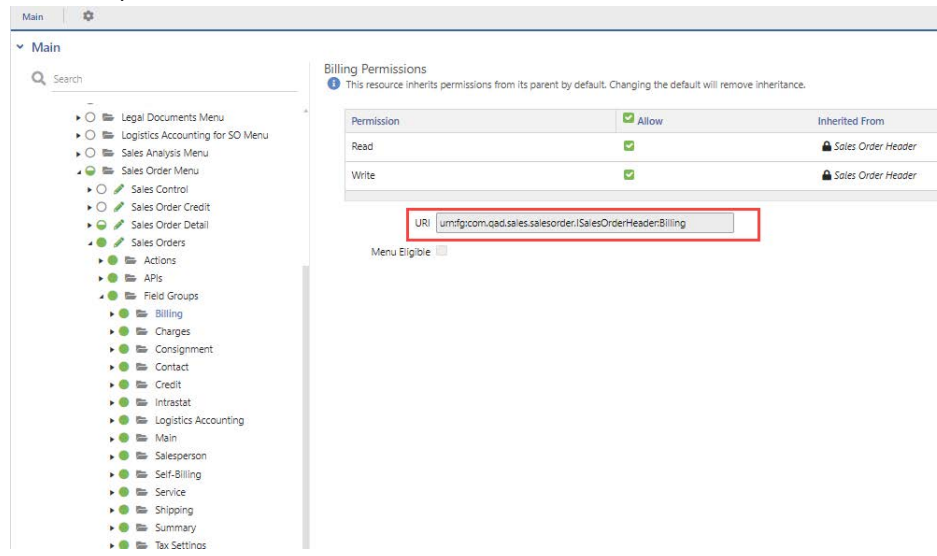 Main
Main
Search
Legal Documents Menu
Logistics Accounting for SO Menu
Sales Analysis Menu
Sales Order Menu
Sales Control
Sales Order Credit
Sales Order Detail
Sales Orders
Actions
APIs
Field Groups
Billing
Charges
Consignment
Contact
Credit
Intrastat
Logistics Accounting
Main
Salesperson
Self-Billing
Service
Shipping
Summary
Tax Settings
Billing Permissions
This resource inherits permissions from its parent by default. Changing the default will remove inheritance.
Permission Allow Inherited From
Read Sales Order Header
Write Sales Order Header
URI urn:fg:com.qad.sales.salesorder.ISalesOrderHeader:Billing
Menu Eligible